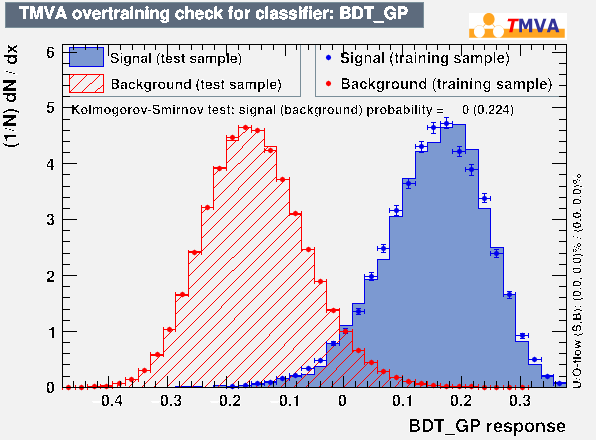 TMVA overtraining check for classifier: BDT_GP
TMVA
Signal (test sample)
Signal (training sample)
Background (test sample)
Background (training sample)
Kolmogorov-Smirnov test: signal (background) probability = 0 (0.224)
(1/N) dN / dx
6
5
4
3
2
1
0
−0.4 −0.3 −0.2 −0.1 0 0.1 0.2 0.3
BDT_GP response
U/O-flow (S,B): (0.0, 0.0)% / (0.0, 0.0)%